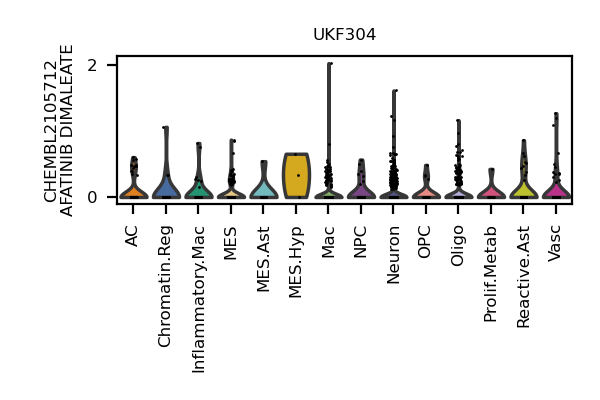 UKF304
CHEMBL2105712
AFATINIB DIMALEATE
2
0
AC
Chromatin.Reg
Inflammatory.Mac
MES
MES.Ast
MES.Hyp
Mac
NPC
Neuron
OPC
Oligo
Prolif.Metab
Reactive.Ast
Vasc